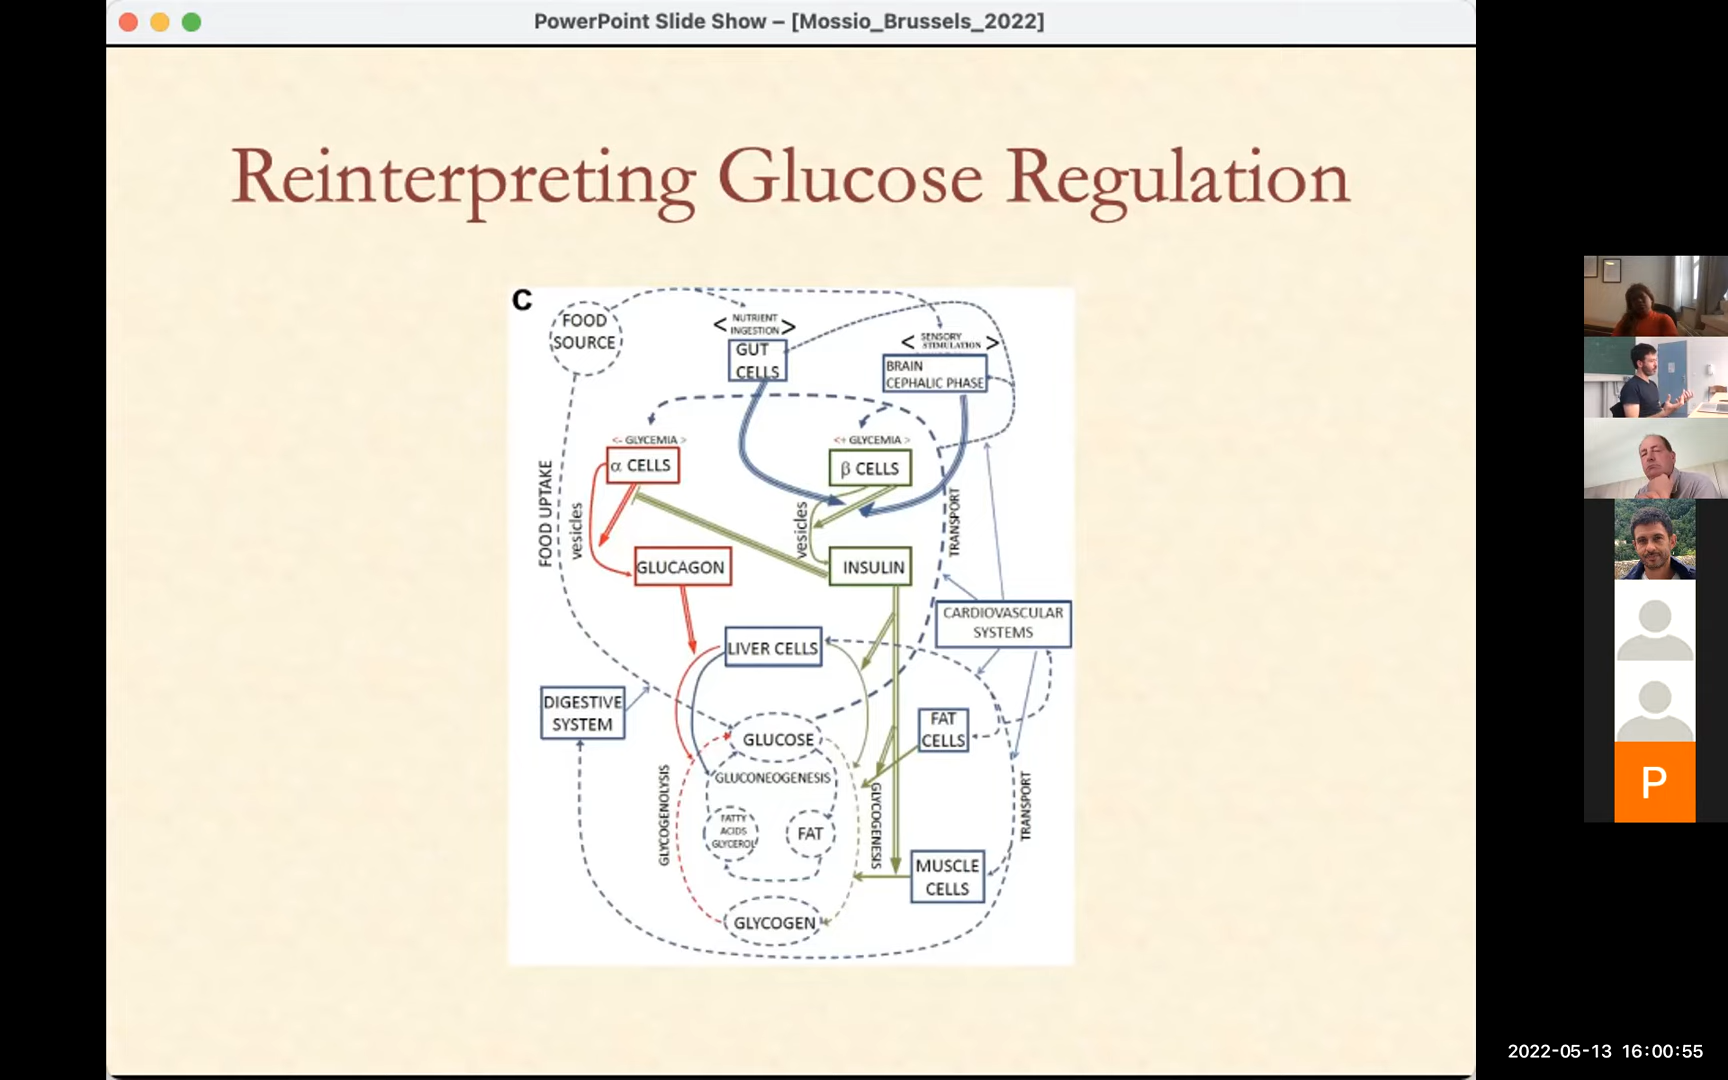 PowerPoint Slide Show – [Mossio_Brussels_2022]
Reinterpreting Glucose Regulation
C
FOOD
SOURCE
< NUTRIENT
INGESTION >
GUT
CELLS
< SENSORY
STIMULATION >
BRAIN
CEPHALIC PHASE
<- GLYCEMIA >
α CELLS
<+ GLYCEMIA >
β CELLS
FOOD UPTAKE
vesicles
vesicles
TRANSPORT
GLUCAGON
INSULIN
CARDIOVASCULAR
SYSTEMS
LIVER CELLS
DIGESTIVE
SYSTEM
FAT
CELLS
GLUCOSE
GLUCONEOGENESIS
GLYCOGENOLYSIS
FATTY
ACIDS
GLYCEROL
FAT
GLYCOGENESIS
TRANSPORT
MUSCLE
CELLS
GLYCOGEN
P
2022-05-13 16:00:55